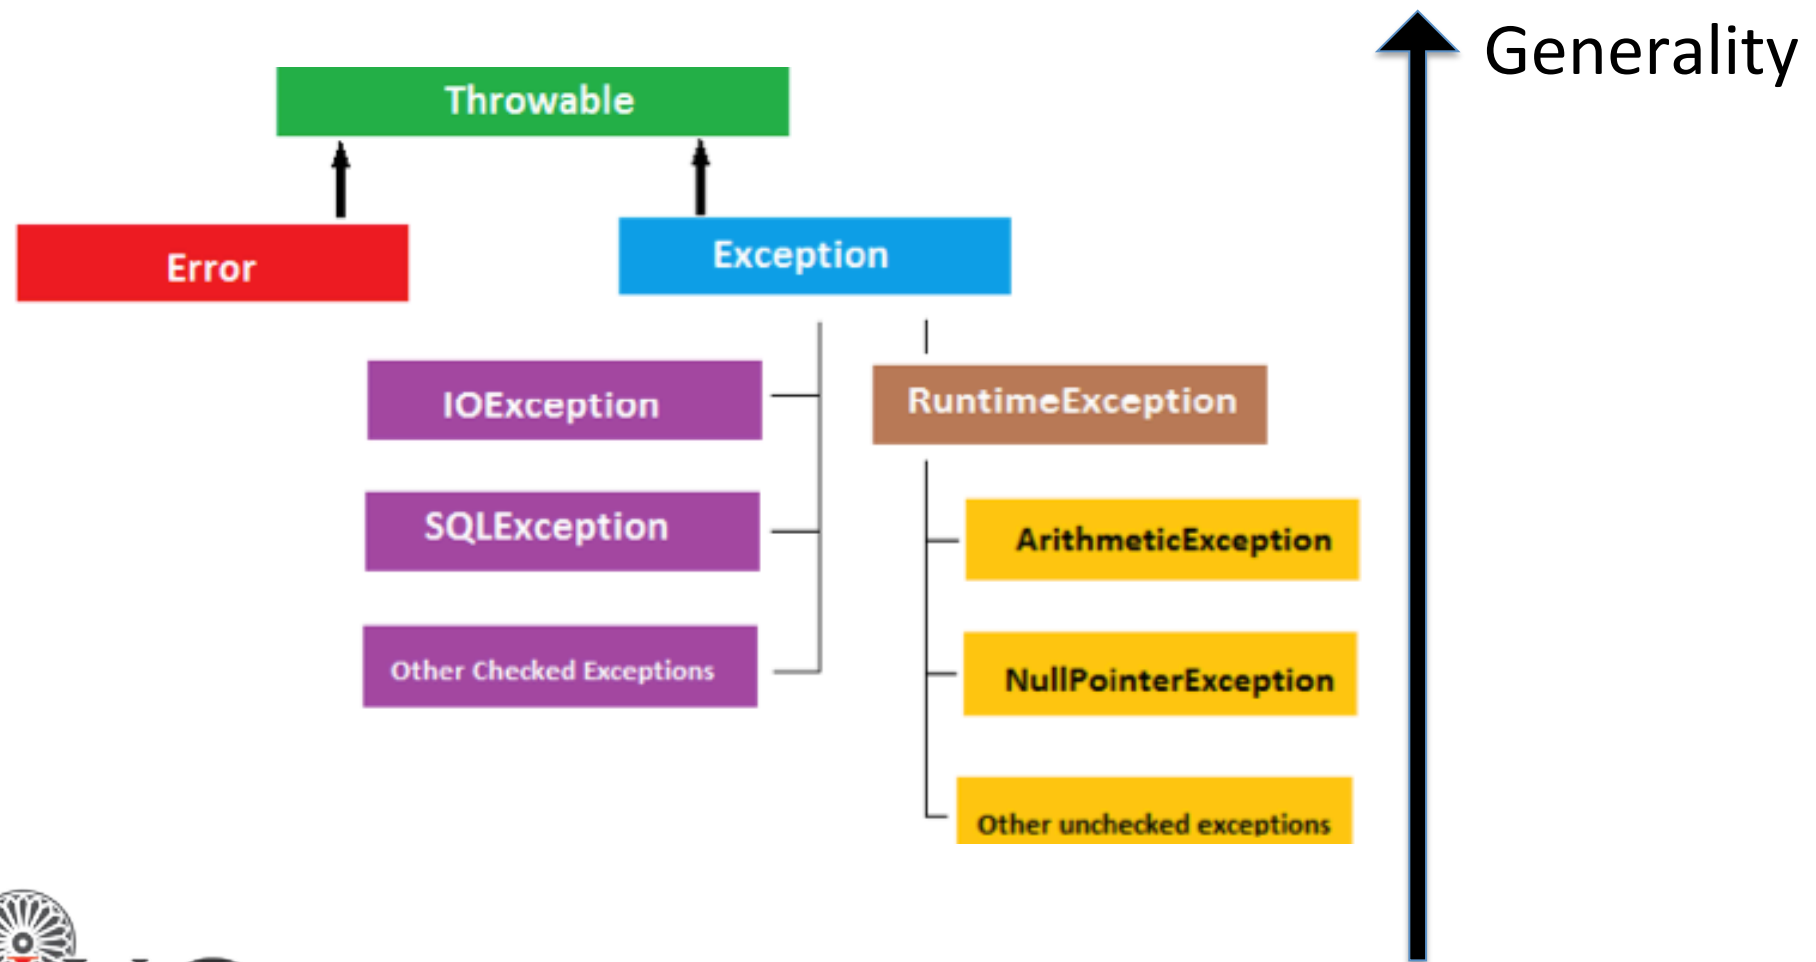 Generality
Throwable
Error
Exception
IOException
RuntimeException
SQLException
ArithmeticException
Other Checked Exceptions
NullPointerException
Other unchecked exceptions